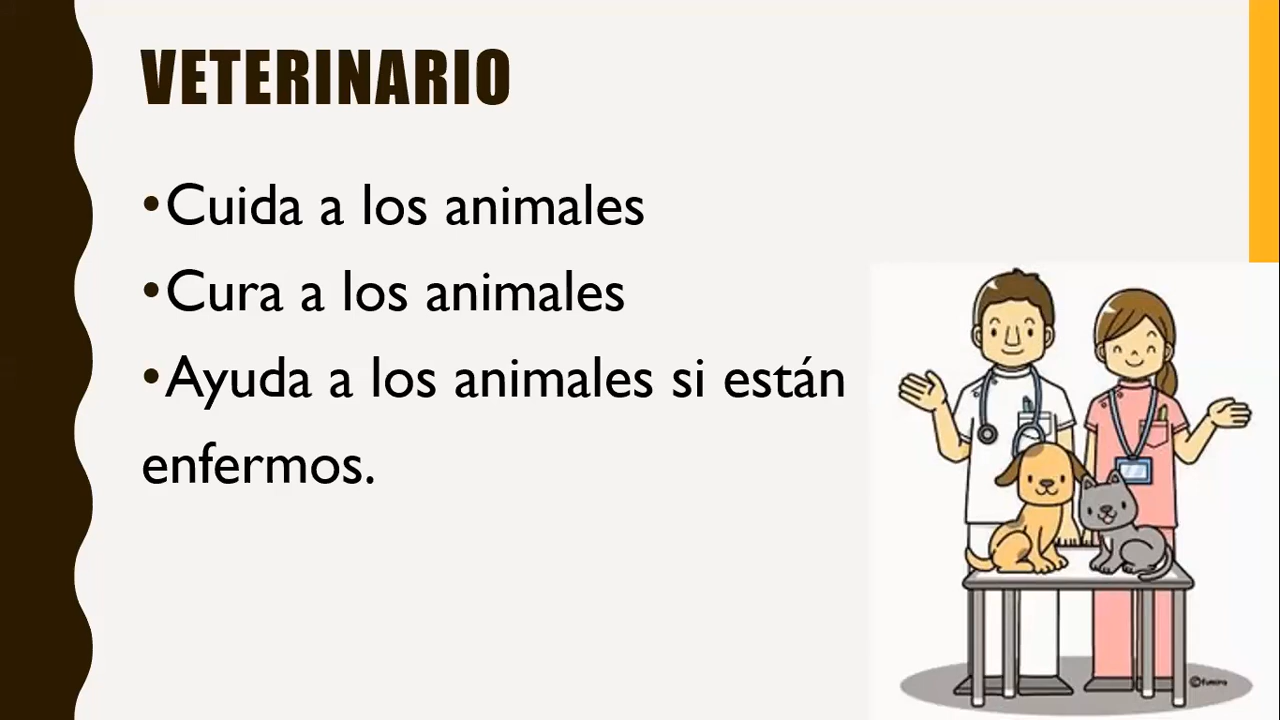 VETERINARIO
•Cuida a los animales
•Cura a los animales
•Ayuda a los animales si están
enfermos.